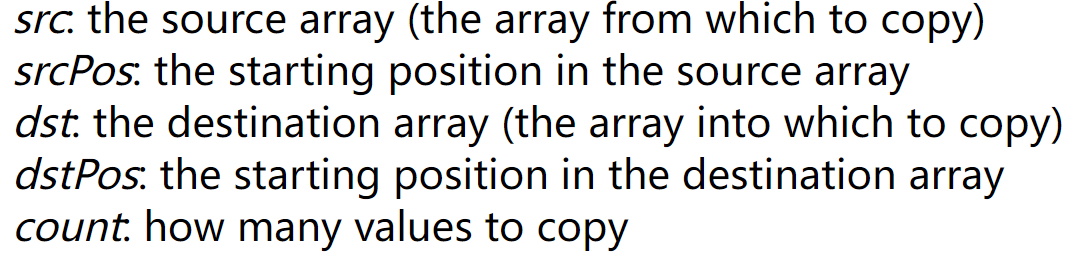 src: the source array (the array from which to copy)
srcPos: the starting position in the source array
dst: the destination array (the array into which to copy)
dstPos: the starting position in the destination array
count: how many values to copy